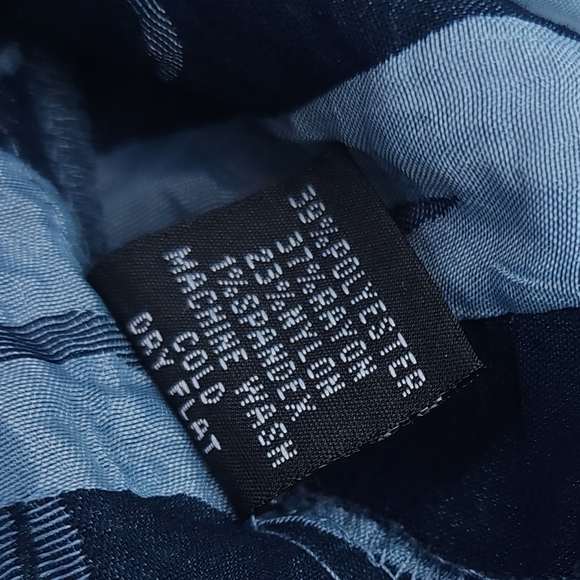 39%POLYESTER
37%RAYON
23%NYLON
1%SPANDEX
MACHINE WASH
COLD
DRY FLAT